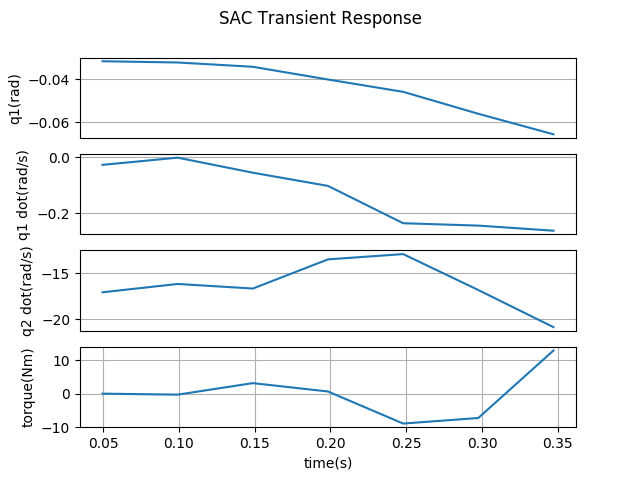 SAC Transient Response
q1(rad)
−0.04
−0.06
q1 dot(rad/s)
0.0
−0.2
q2 dot(rad/s)
−15
−20
torque(Nm)
10
0
−10
0.05 0.10 0.15 0.20 0.25 0.30 0.35
time(s)